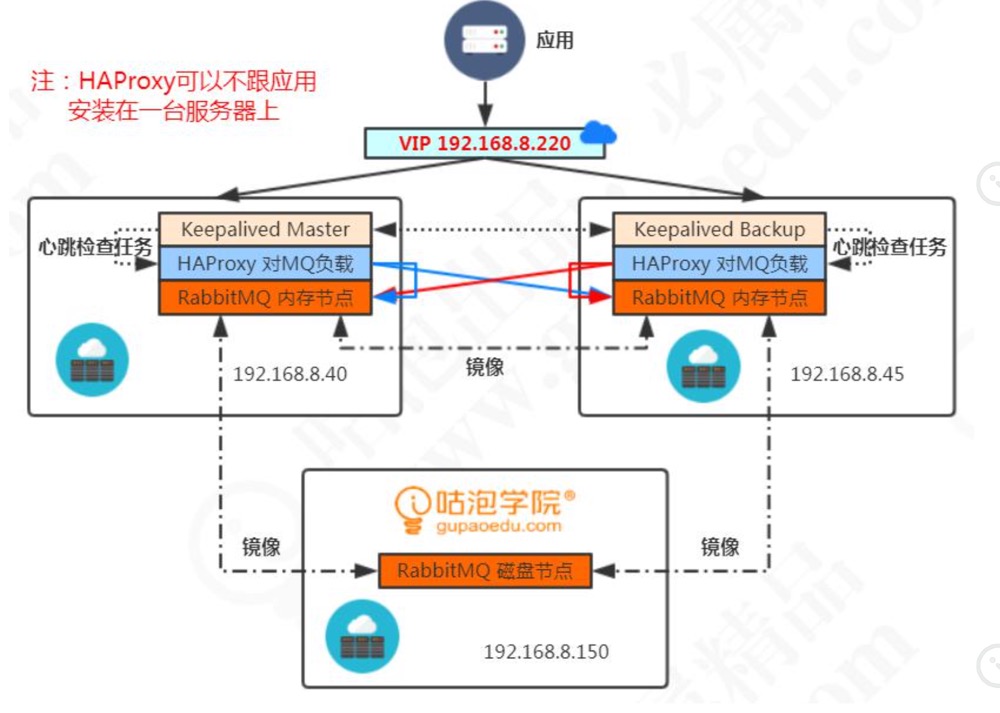 应用
注：HAProxy可以不跟应用
安装在一台服务器上
VIP 192.168.8.220
Keepalived Master
心跳检查任务
HAProxy 对MQ负载
RabbitMQ 内存节点
192.168.8.40
Keepalived Backup
心跳检查任务
HAProxy 对MQ负载
RabbitMQ 内存节点
192.168.8.45
镜像
咕泡学院®
gupaoedu.com
镜像
镜像
RabbitMQ 磁盘节点
192.168.8.150